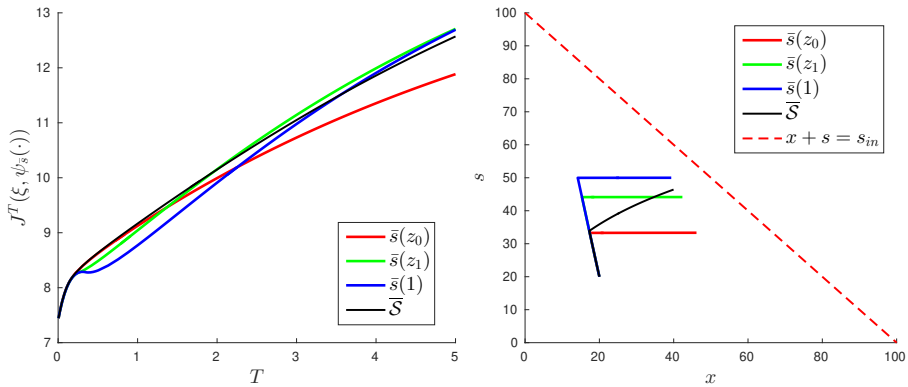 13
12
11
10
9
8
7
0 1 2 3 4 5
T
J^T(ξ, ψ_s̄(·))
s̄(z₀)
s̄(z₁)
s̄(1)
S̅
100
90
80
70
60
50
40
30
20
10
0
0 20 40 60 80 100
x
s
s̄(z₀)
s̄(z₁)
s̄(1)
S̅
x + s = s_in